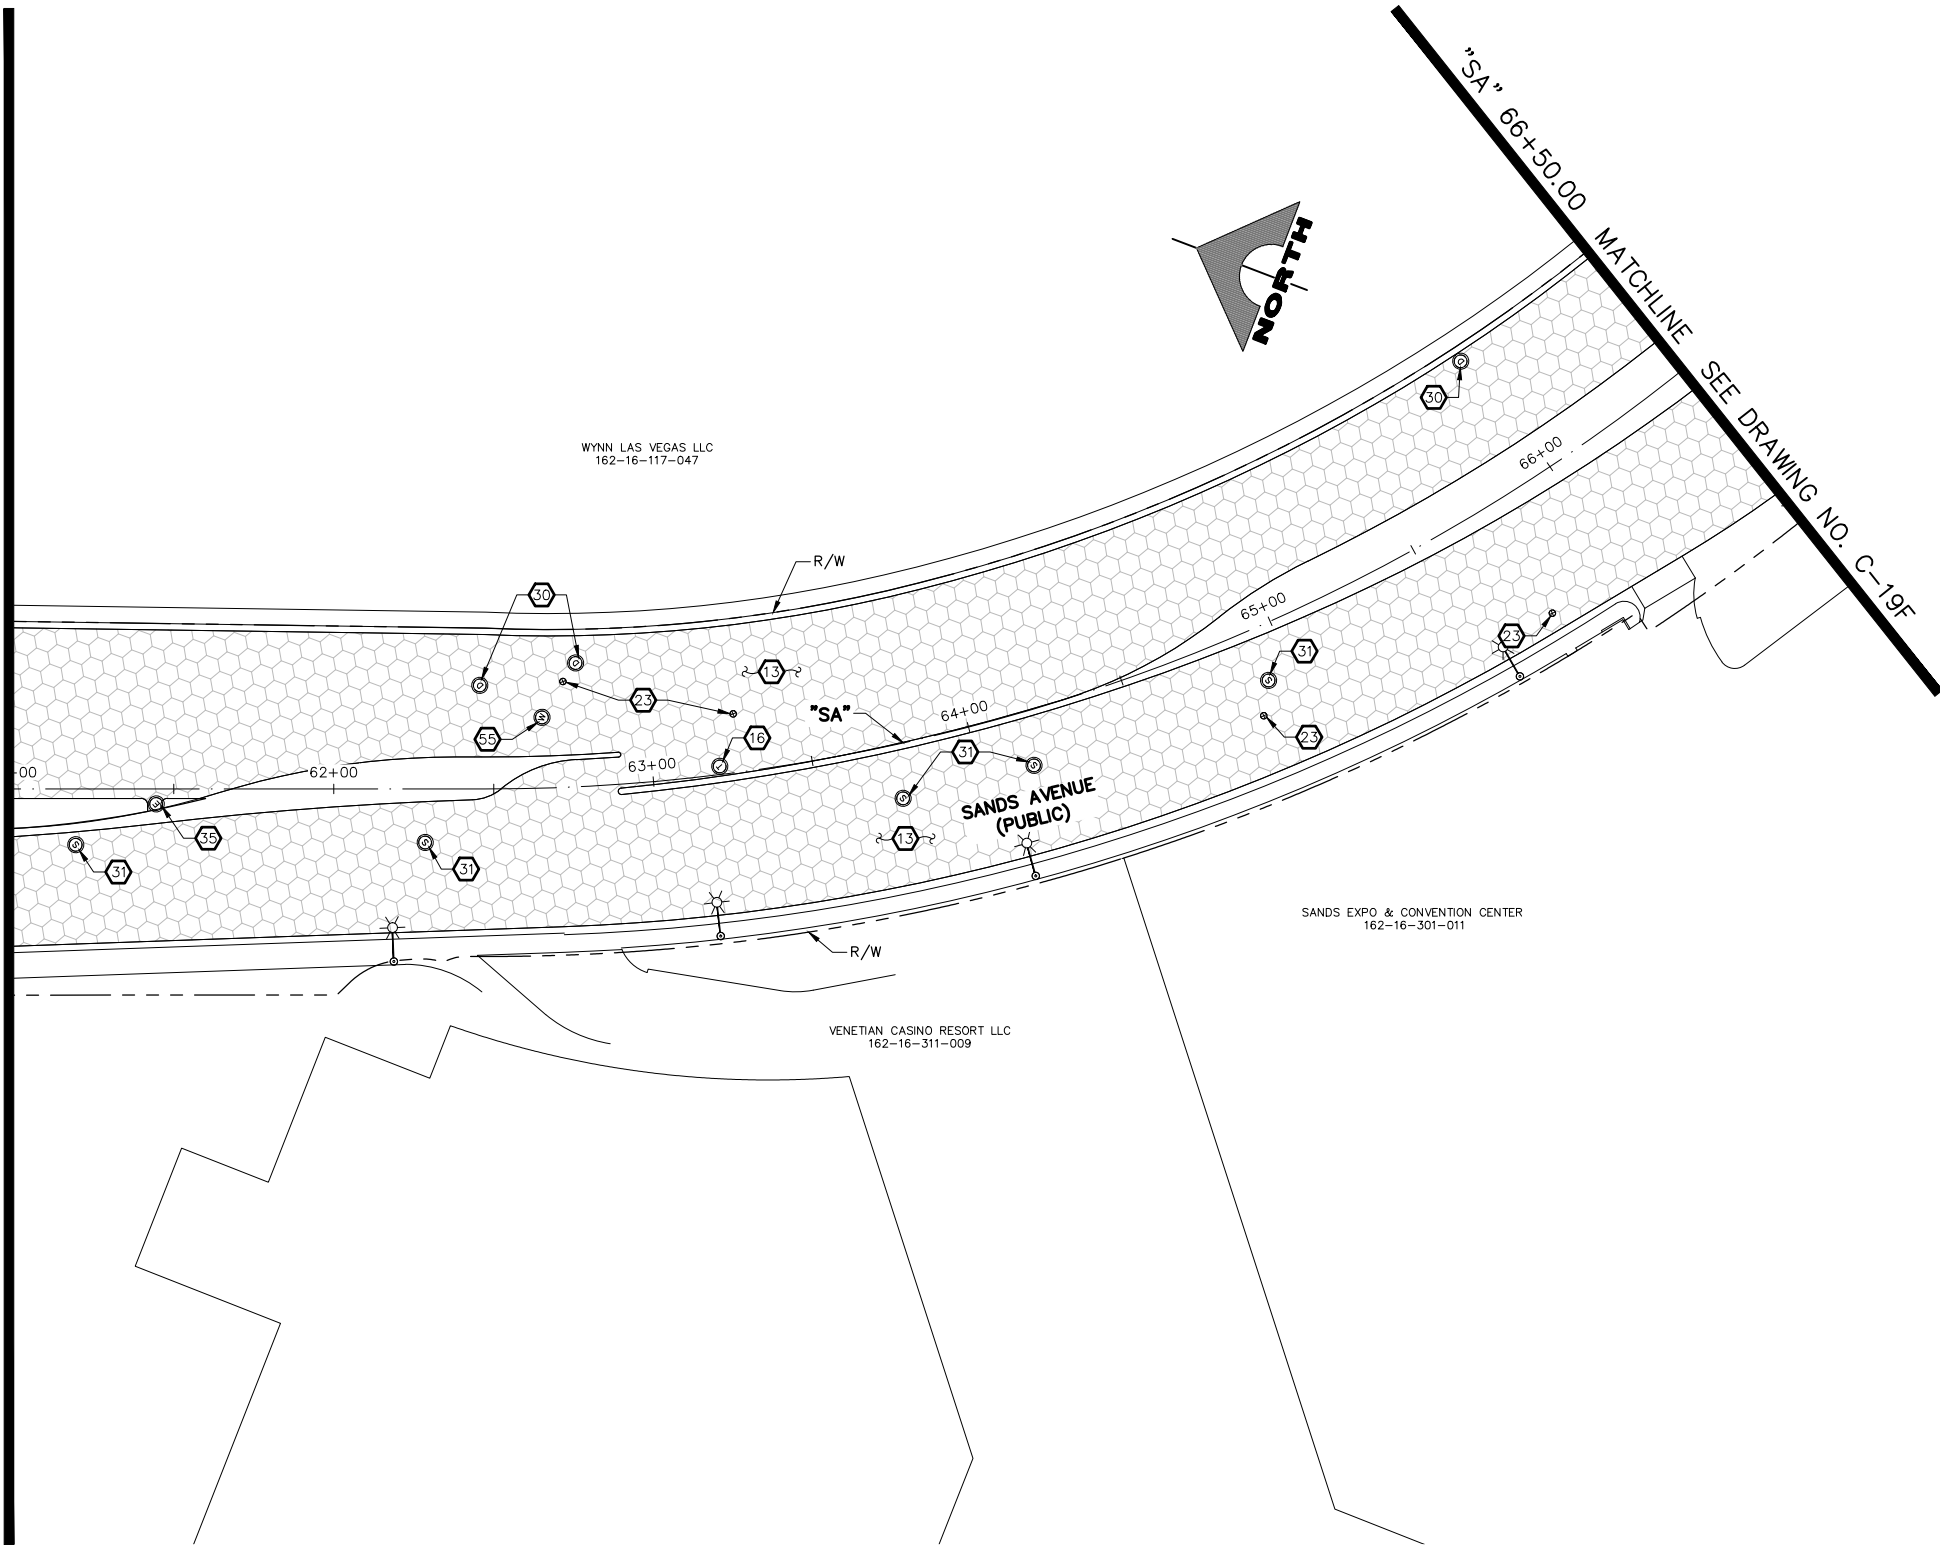 "SA" 66+50.00 MATCHLINE SEE DRAWING NO. C-19F
NORTH
30
66+00
WYNN LAS VEGAS LLC
162-16-117-047
R/W
30
65+00
23
31
13
23
D
D
D
"SA"
64+00
23
55
W
16
31
S
S
S
T
+00
62+00
63+00
SANDS AVENUE
(PUBLIC)
E
35
13
S
S
31
31
SANDS EXPO & CONVENTION CENTER
162-16-301-011
R/W
VENETIAN CASINO RESORT LLC
162-16-311-009